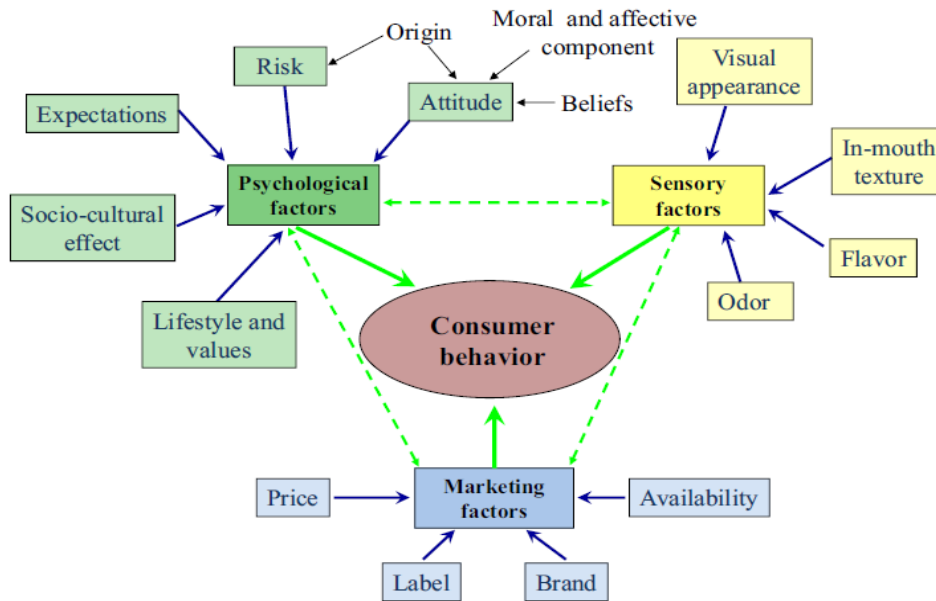 Moral and affective
component
Origin
Visual
appearance
Risk
Attitude
Beliefs
Expectations
In-mouth
texture
Psychological
factors
Sensory
factors
Socio-cultural
effect
Flavor
Odor
Lifestyle and
values
Consumer
behavior
Price
Marketing
factors
Availability
Label
Brand